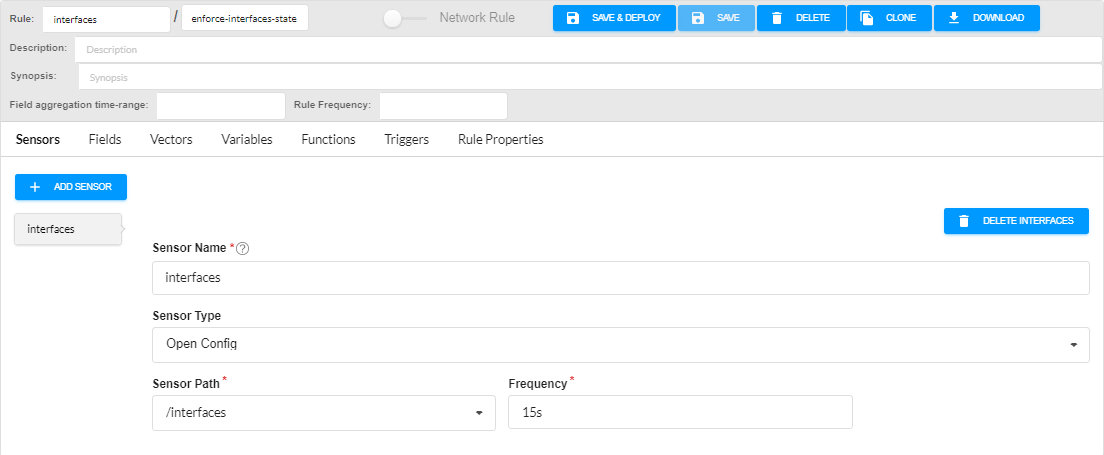 Rule: interfaces / enforce-interfaces-state Network Rule SAVE & DEPLOY SAVE DELETE CLONE DOWNLOAD
Description: Description
Synopsis: Synopsis
Field aggregation time-range: Rule Frequency:
Sensors Fields Vectors Variables Functions Triggers Rule Properties
+ ADD SENSOR
interfaces
DELETE INTERFACES
Sensor Name *?
interfaces
Sensor Type
Open Config
Sensor Path * Frequency *
/interfaces 15s